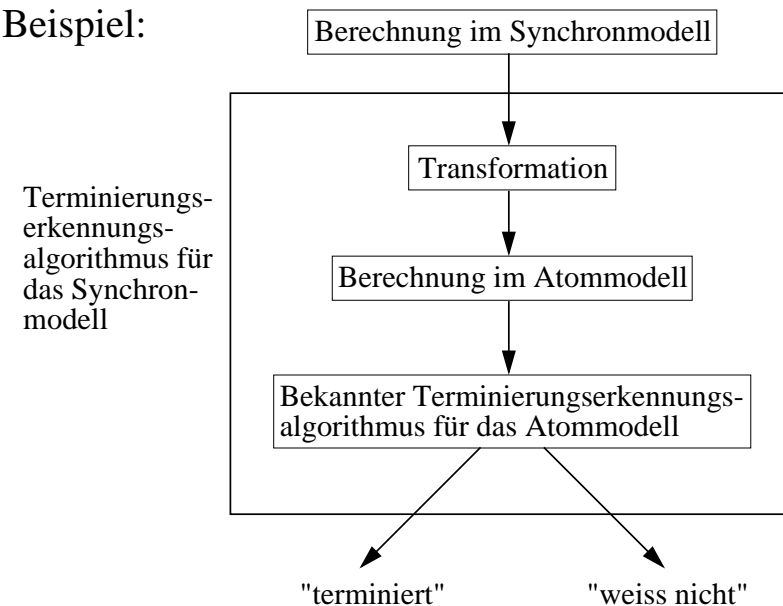 Beispiel:
Berechnung im Synchronmodell
Transformation
Terminierungs-
erkennungs-
algorithmus für
das Synchron-
modell
Berechnung im Atommodell
Bekannter Terminierungserkennungs-
algorithmus für das Atommodell
"terminiert"
"weiss nicht"